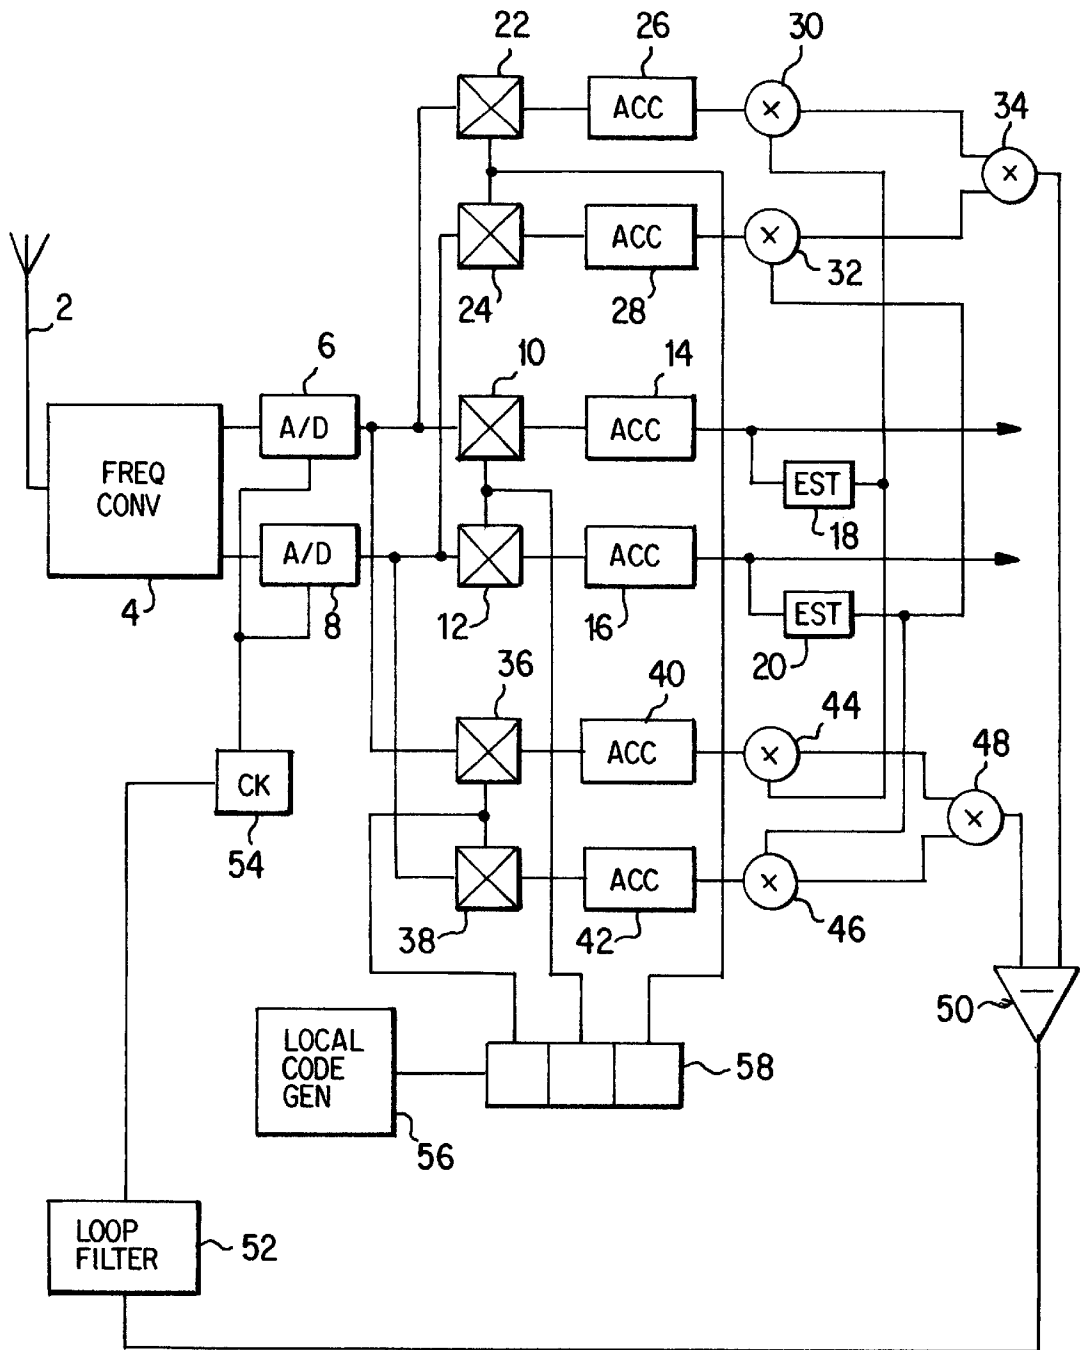 22
26
30
ACC
×
34
×
ACC
×
24
28
32
2
6
10
14
A/D
ACC
FREQ
CONV
EST
18
A/D
ACC
4
8
12
16
EST
20
36
40
44
ACC
×
48
×
CK
54
ACC
×
38
42
46
50
–
LOCAL
CODE
GEN
58
56
LOOP
FILTER
52